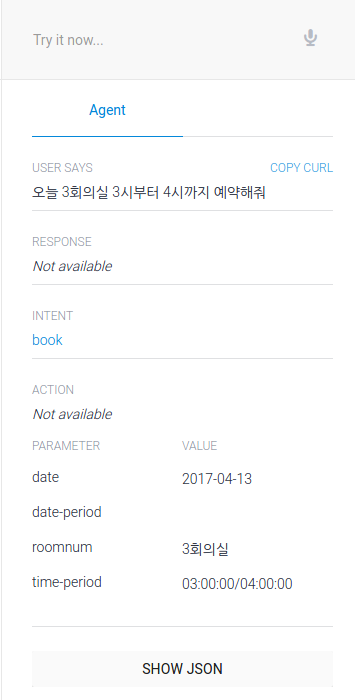 Try it now...
Agent
USER SAYS COPY CURL
오늘 3회의실 3시부터 4시까지 예약해줘
RESPONSE
Not available
INTENT
book
ACTION
Not available
PARAMETER VALUE
date 2017-04-13
date-period
roomnum 3회의실
time-period 03:00:00/04:00:00
SHOW JSON